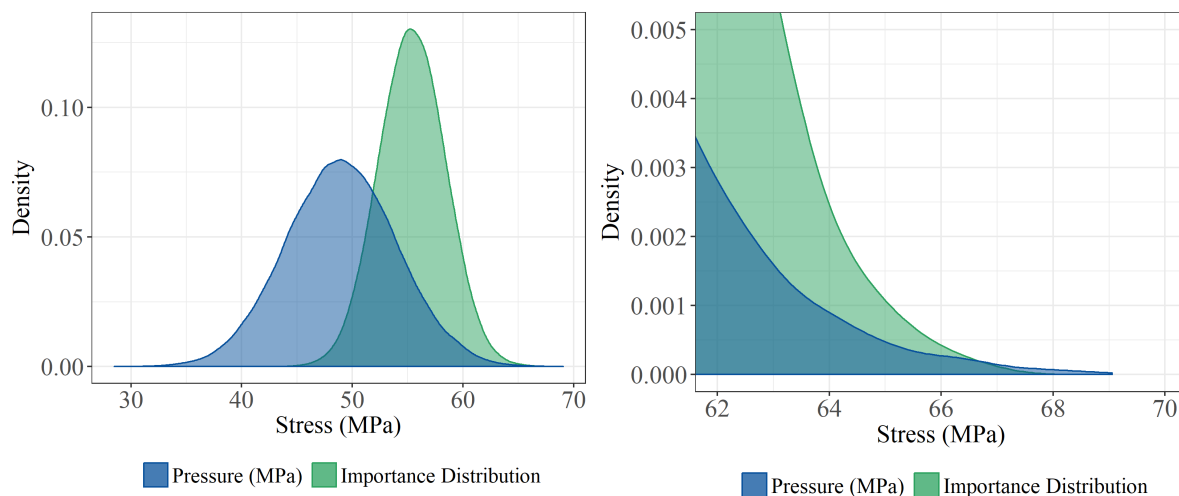 0.10
0.05
0.00
Density
30 40 50 60 70
Stress (MPa)
Pressure (MPa) Importance Distribution
0.005
0.004
0.003
0.002
0.001
0.000
Density
62 64 66 68 70
Stress (MPa)
Pressure (MPa) Importance Distribution